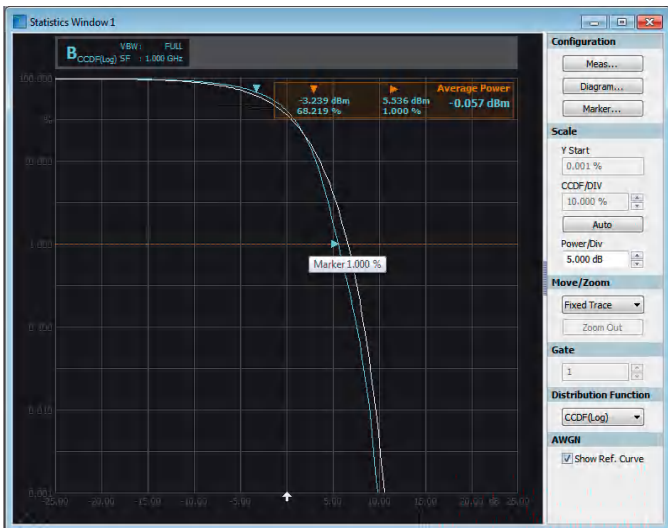 Statistics Window 1
B CCDF(Log) VBW : FULL
SF : 1.000 GHz
Average Power
-3.239 dBm 5.536 dBm -0.057 dBm
68.219 % 1.000 %
100.000
%
10.000
1.000
0.100
0.010
0.001
Marker 1.000 %
-25.00 -20.00 -15.00 -10.00 -5.00 5.00 10.00 15.00 20.00 dB 25.00
Configuration
Meas...
Diagram...
Marker...
Scale
Y Start
0.001 %
CCDF/DIV
10.000 %
Auto
Power/Div
5.000 dB
Move/Zoom
Fixed Trace
Zoom Out
Gate
1
Distribution Function
CCDF(Log)
AWGN
Show Ref. Curve